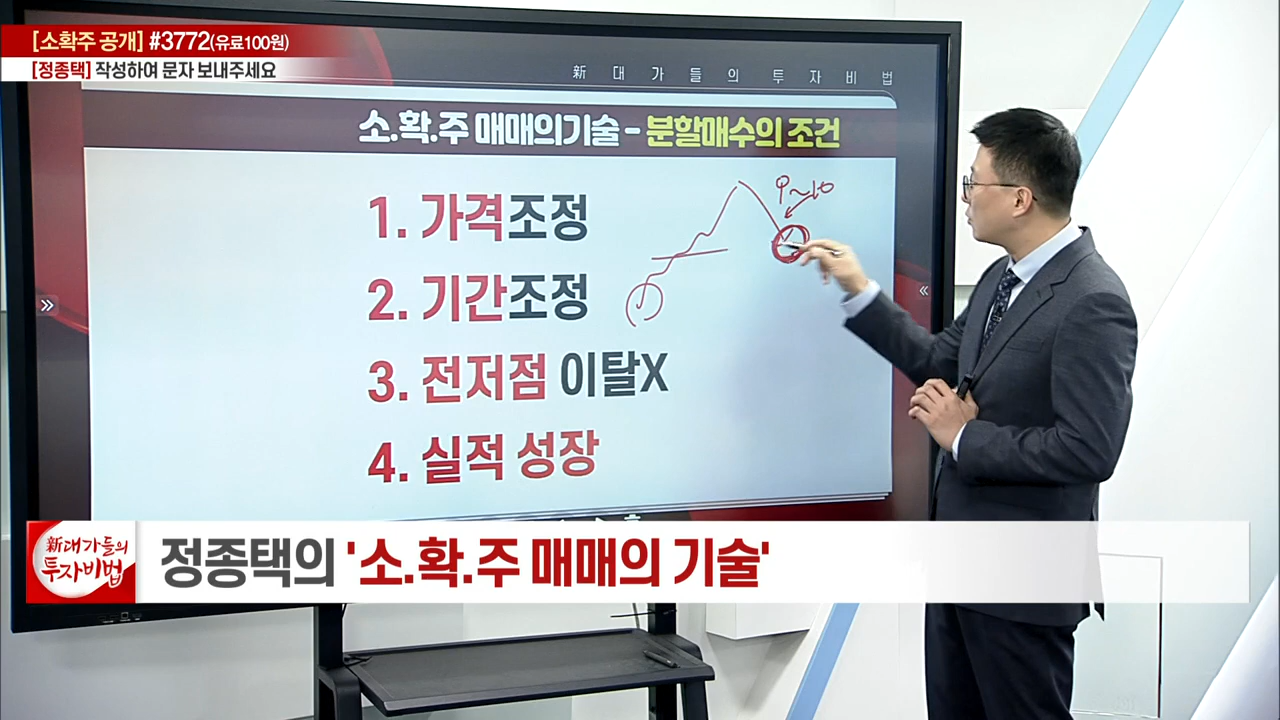 [소확주 공개] #3772(유료100원)
[정종택] 작성하여 문자 보내주세요
新 대 가 들 의 투 자 비 법
소.확.주 매매의기술 - 분할매수의 조건
1. 가격조정
2. 기간조정
3. 전저점 이탈X
4. 실적 성장
9~10
新대가들의
투자비법
정종택의 '소.확.주 매매의 기술'